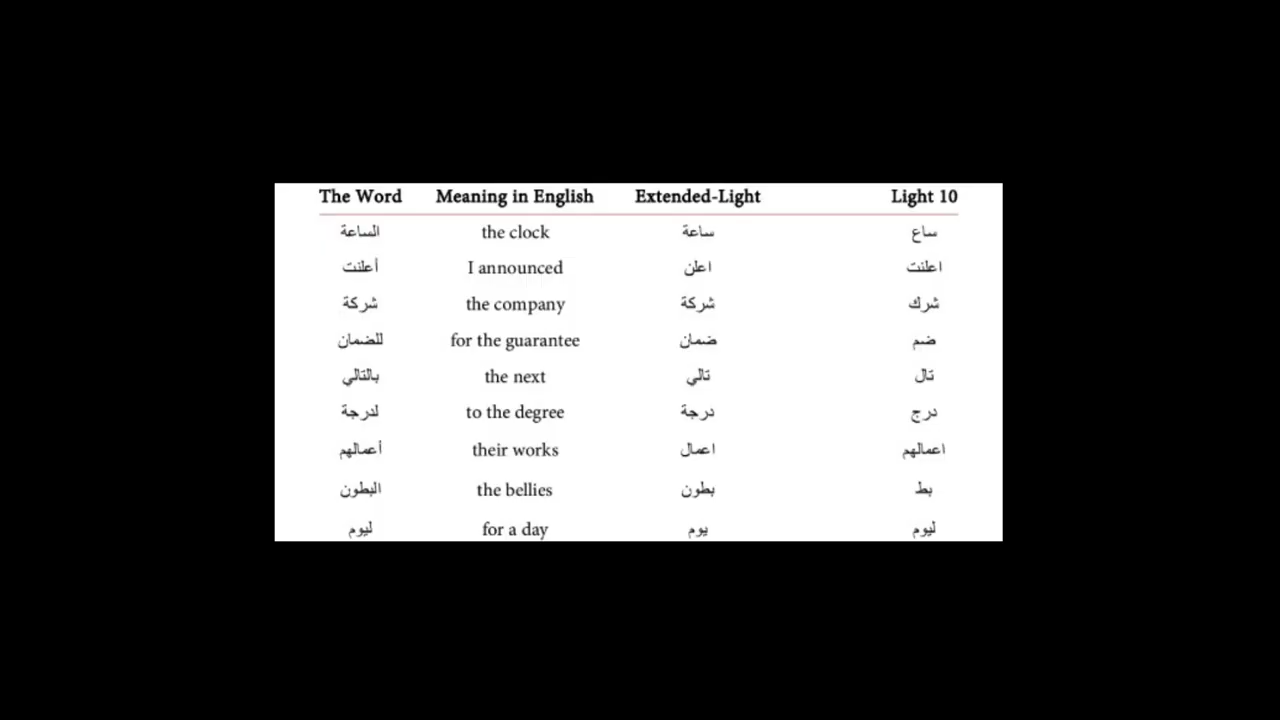 The Word Meaning in English Extended-Light Light 10
الساعة the clock ساعة ساع
أعلنت I announced اعلن اعلنت
شركة the company شركة شرك
للضمان for the guarantee ضمان ضم
بالتالي the next تالي تال
لدرجة to the degree درجة درج
أعمالهم their works اعمال اعمالهم
البطون the bellies بطون بط
ليوم for a day يوم ليوم